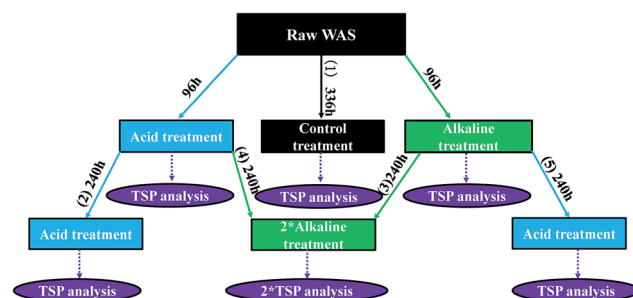 Raw WAS
96h
(1) 336h
96h
Acid treatment
Control
treatment
Alkaline
treatment
(2) 240h
TSP analysis
(4) 240h
TSP analysis
(3)240h
TSP analysis
(5) 240h
Acid treatment
2*Alkaline
treatment
Acid treatment
TSP analysis
2*TSP analysis
TSP analysis